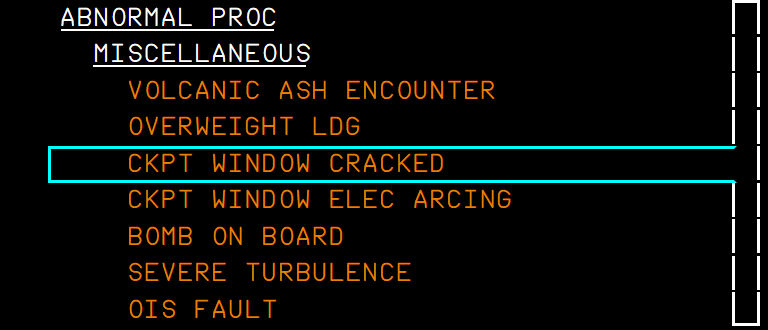 ABNORMAL PROC
MISCELLANEOUS
VOLCANIC ASH ENCOUNTER
OVERWEIGHT LDG
CKPT WINDOW CRACKED
CKPT WINDOW ELEC ARCING
BOMB ON BOARD
SEVERE TURBULENCE
OIS FAULT